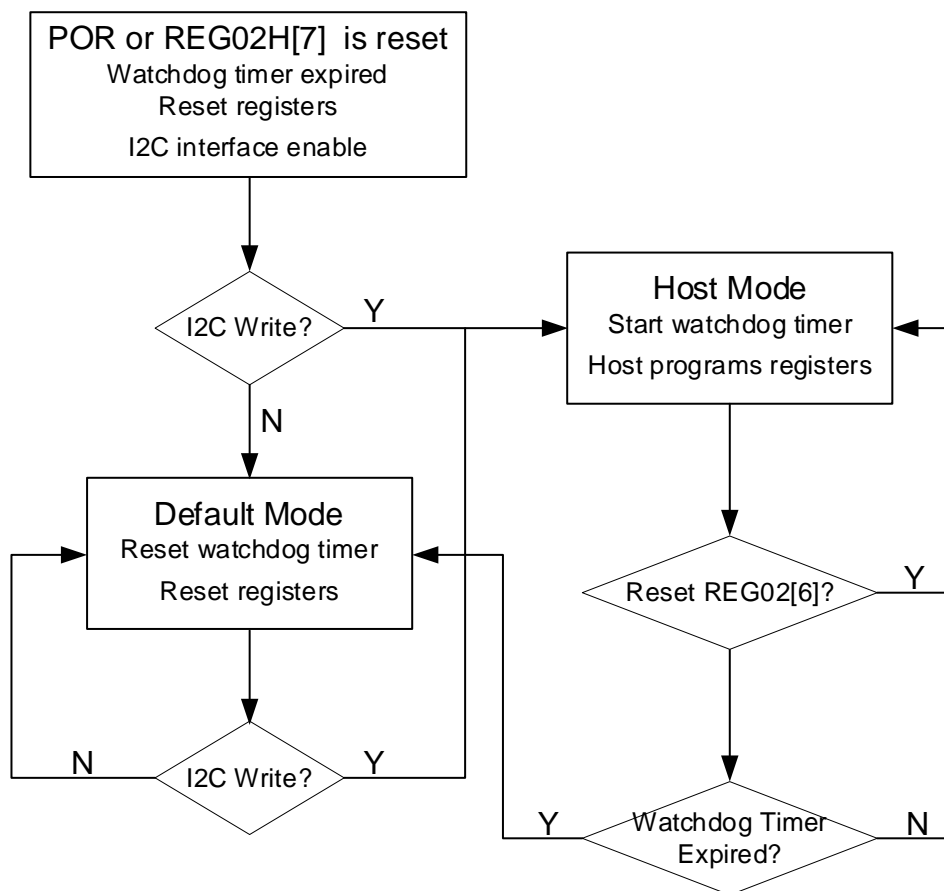 POR or REG02H[7] is reset
Watchdog timer expired
Reset registers
I2C interface enable
I2C Write?
Y
N
Host Mode
Start watchdog timer
Host programs registers
Default Mode
Reset watchdog timer
Reset registers
Reset REG02[6]?
Y
I2C Write?
N
Y
Watchdog Timer
Expired?
Y
N